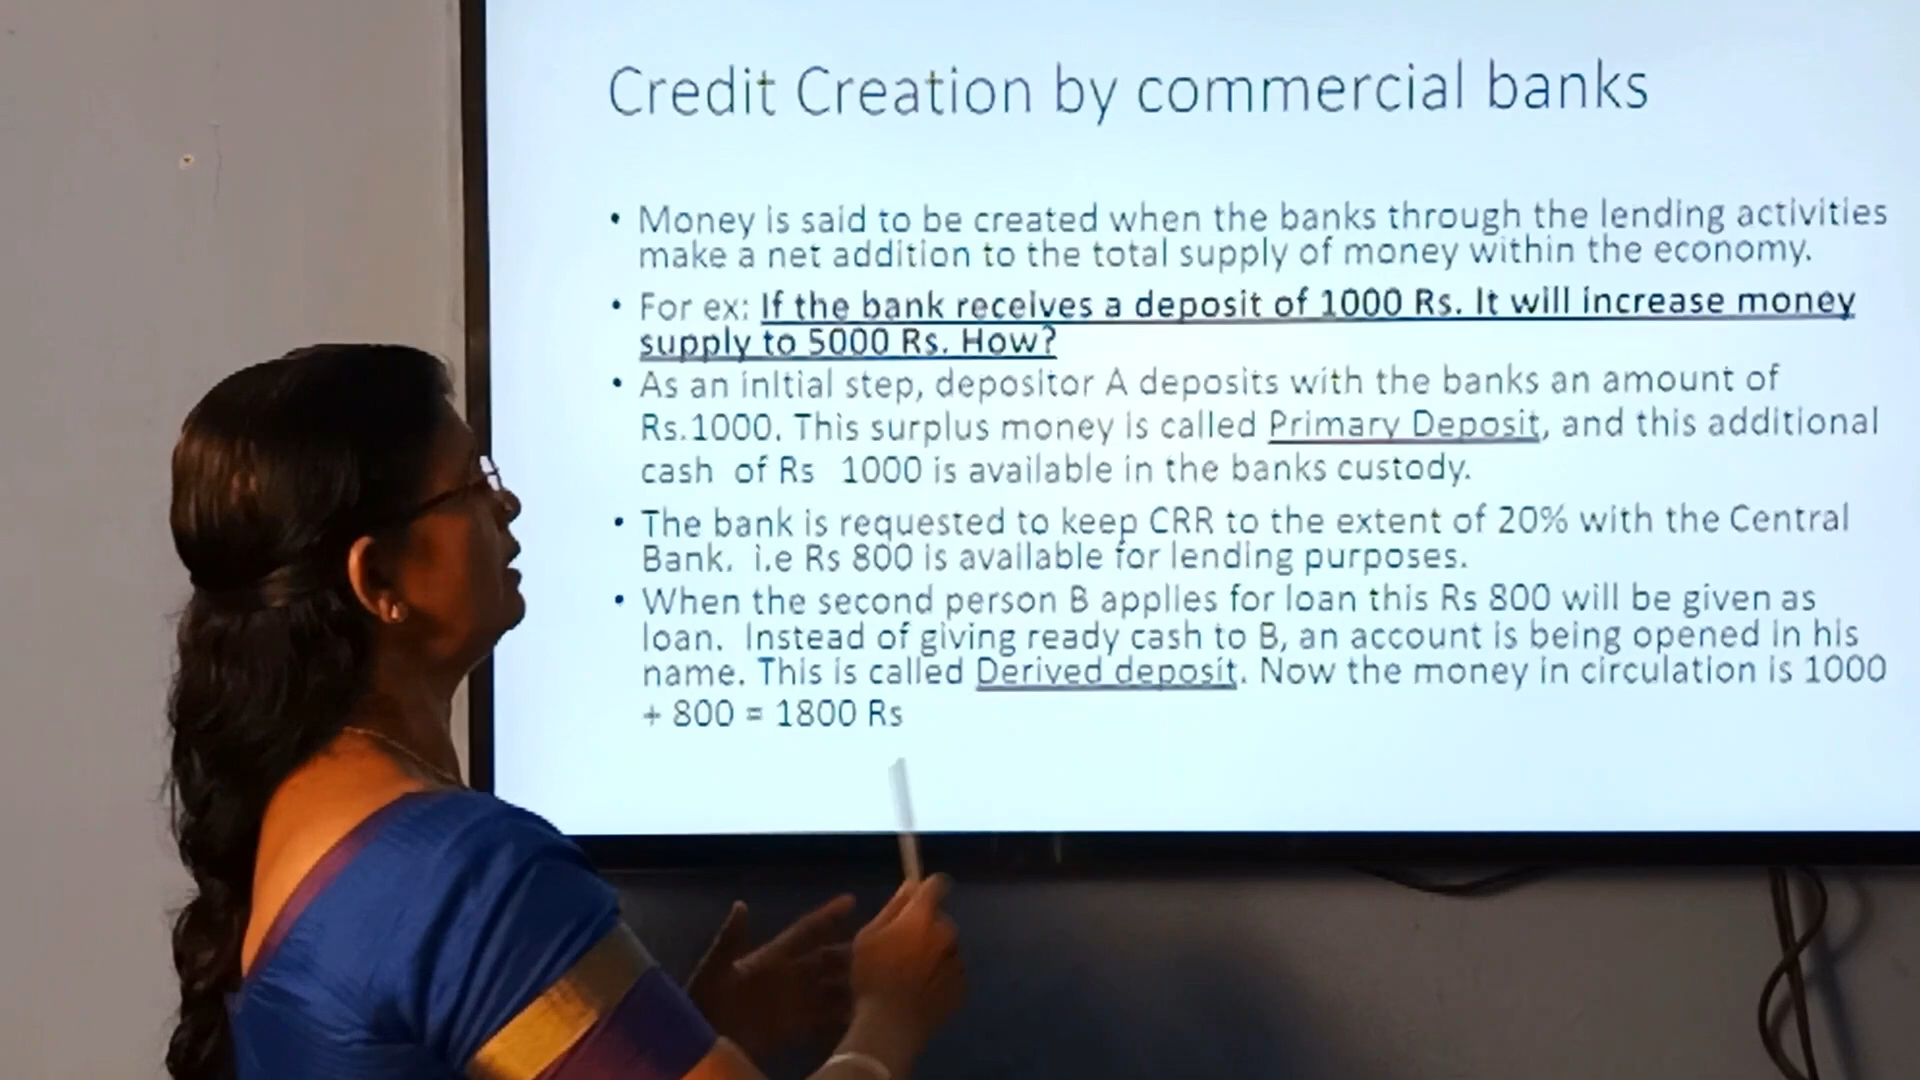 Credit Creation by commercial banks
• Money is said to be created when the banks through the lending activities
make a net addition to the total supply of money within the economy.
• For ex: If the bank receives a deposit of 1000 Rs. It will increase money
supply to 5000 Rs. How?
• As an initial step, depositor A deposits with the banks an amount of
Rs.1000. This surplus money is called Primary Deposit, and this additional
cash of Rs 1000 is available in the banks custody.
• The bank is requested to keep CRR to the extent of 20% with the Central
Bank. i.e Rs 800 is available for lending purposes.
• When the second person B applies for loan this Rs 800 will be given as
loan. Instead of giving ready cash to B, an account is being opened in his
name. This is called Derived deposit. Now the money in circulation is 1000
+ 800 = 1800 Rs